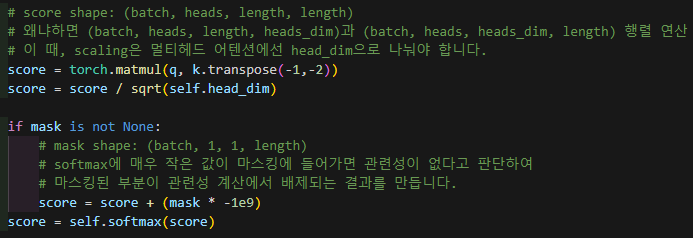 # score shape: (batch, heads, length, length)
# 왜냐하면 (batch, heads, length, heads_dim)과 (batch, heads, heads_dim, length) 행렬 연산
# 이 때, scaling은 멀티헤드 어텐션에선 head_dim으로 나눠야 합니다.
score = torch.matmul(q, k.transpose(-1,-2))
score = score / sqrt(self.head_dim)
if mask is not None:
# mask shape: (batch, 1, 1, length)
# softmax에 매우 작은 값이 마스킹에 들어가면 관련성이 없다고 판단하여
# 마스킹된 부분이 관련성 계산에서 배제되는 결과를 만듭니다.
score = score + (mask * -1e9)
score = self.softmax(score)